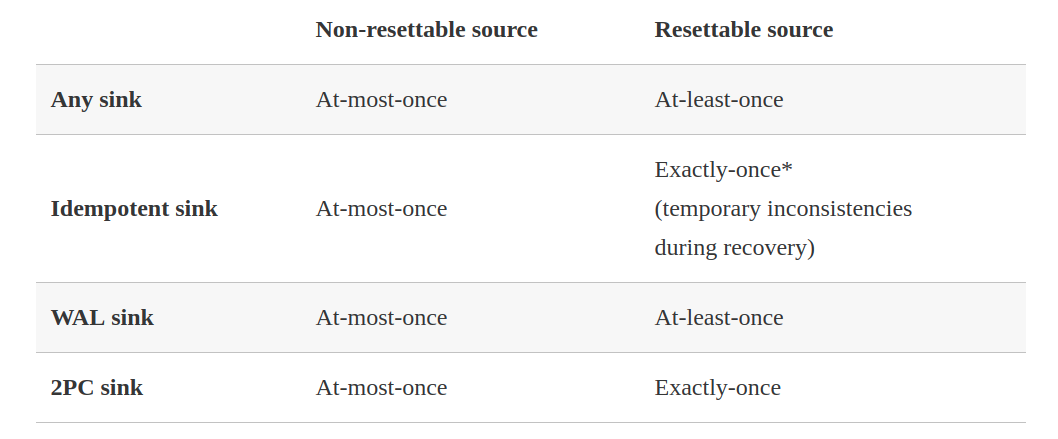 Non-resettable source Resettable source
Any sink At-most-once At-least-once
Exactly-once*
Idempotent sink At-most-once (temporary inconsistencies
during recovery)
WAL sink At-most-once At-least-once
2PC sink At-most-once Exactly-once